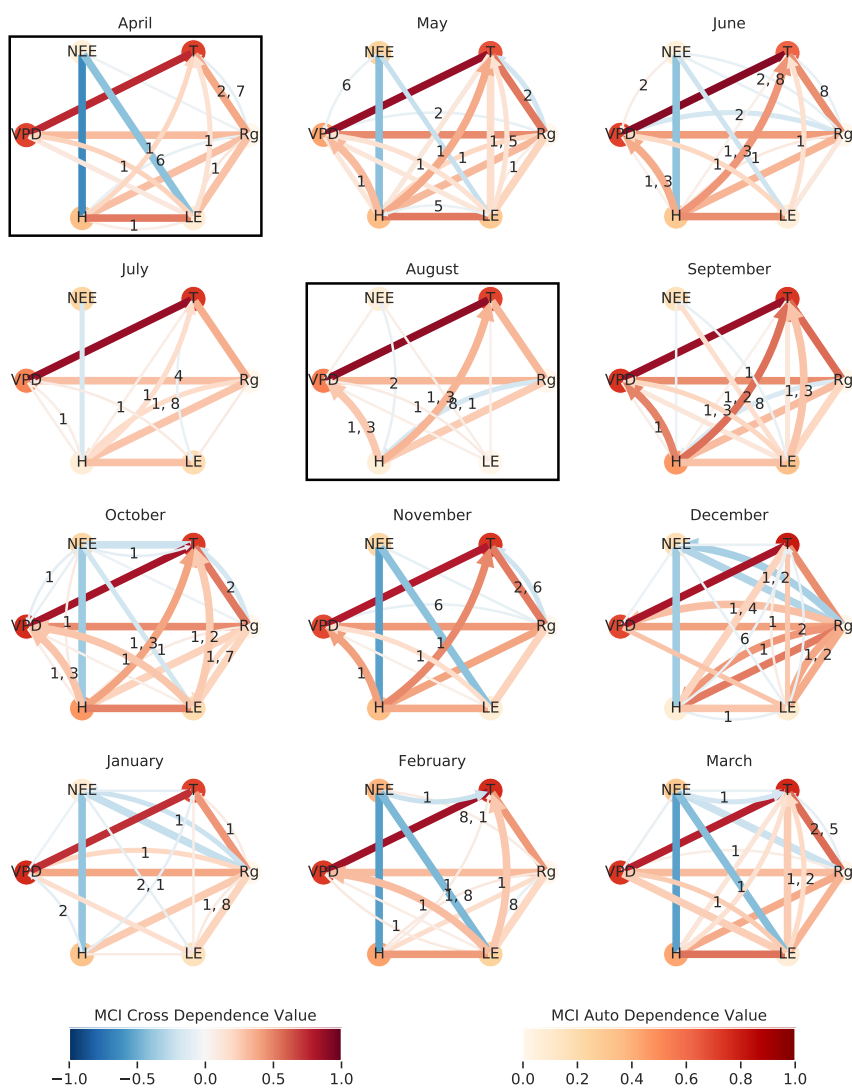 April May June
NEE T NEE T NEE T
2, 7 6 2 2 2, 8 8
VPD 1 1 Rg VPD 2 1, 5 Rg VPD 2 1 Rg
1 6 1 1 1 1 1 1 1, 3 1
H 1 LE 1 H 5 LE 1, 3 H LE
July August September
NEE T NEE T NEE T
VPD 4 Rg VPD 2 Rg VPD 1 Rg
1 1 1 1, 8 1, 3 1 1, 3 8, 1 1 1, 3 1, 2 8 1, 3
H LE H LE H LE
October November December
NEE T NEE T NEE T
1 1 2 2, 6 1, 2
VPD 1 1, 3 1, 2 Rg VPD 6 1 Rg VPD 1, 4 1 2 Rg
1, 3 1 1 1, 7 1 1 6 1 1, 2
H LE H LE H 1 LE
January February March
NEE T NEE T NEE T
1 1 1 8, 1 1 2, 5
VPD 1 Rg VPD 1 1 Rg VPD 1 1, 2 Rg
2 2, 1 1, 8 1 1 1, 8 8 1 1
H LE H LE H LE
MCI Cross Dependence Value MCI Auto Dependence Value
−1.0 −0.5 0.0 0.5 1.0 0.0 0.2 0.4 0.6 0.8 1.0